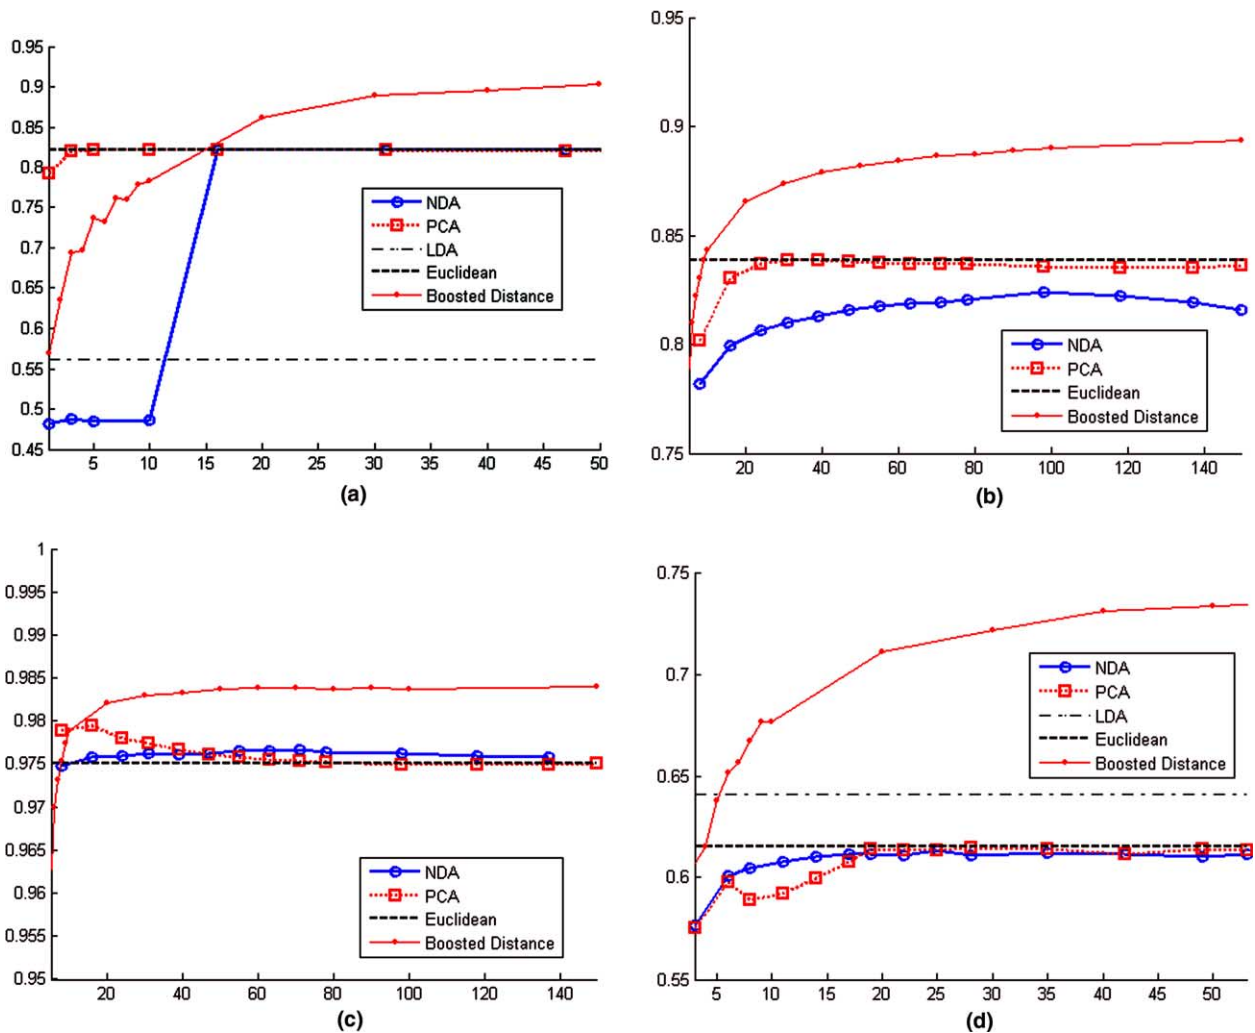 0.95
0.9
0.85
0.8
0.75
0.7
0.65
0.6
0.55
0.5
0.45
5 10 15 20 25 30 35 40 45 50
NDA
PCA
LDA
Euclidean
Boosted Distance
(a)
0.95
0.9
0.85
0.8
0.75
20 40 60 80 100 120 140
NDA
PCA
Euclidean
Boosted Distance
(b)
1
0.995
0.99
0.985
0.98
0.975
0.97
0.965
0.96
0.955
0.95
20 40 60 80 100 120 140
NDA
PCA
Euclidean
Boosted Distance
(c)
0.75
0.7
0.65
0.6
0.55
5 10 15 20 25 30 35 40 45 50
NDA
PCA
LDA
Euclidean
Boosted Distance
(d)